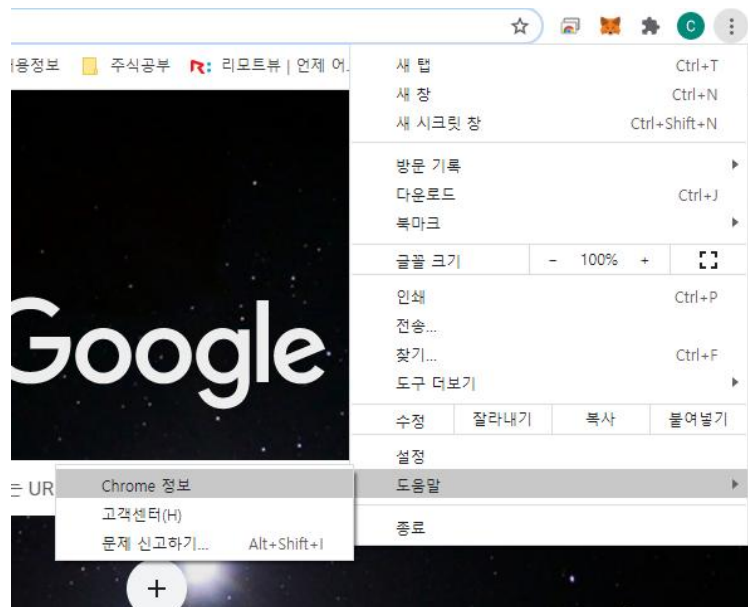 C
용정보 주식공부 리모트뷰 | 언제 어
새 탭 Ctrl+T
새 창 Ctrl+N
새 시크릿 창 Ctrl+Shift+N
방문 기록
다운로드 Ctrl+J
북마크
글꼴 크기 - 100% +
인쇄 Ctrl+P
전송...
찾기... Ctrl+F
도구 더보기
Google
수정 잘라내기 복사 붙여넣기
설정
도움말
는 UR
Chrome 정보
고객센터(H)
문제 신고하기... Alt+Shift+I
종료